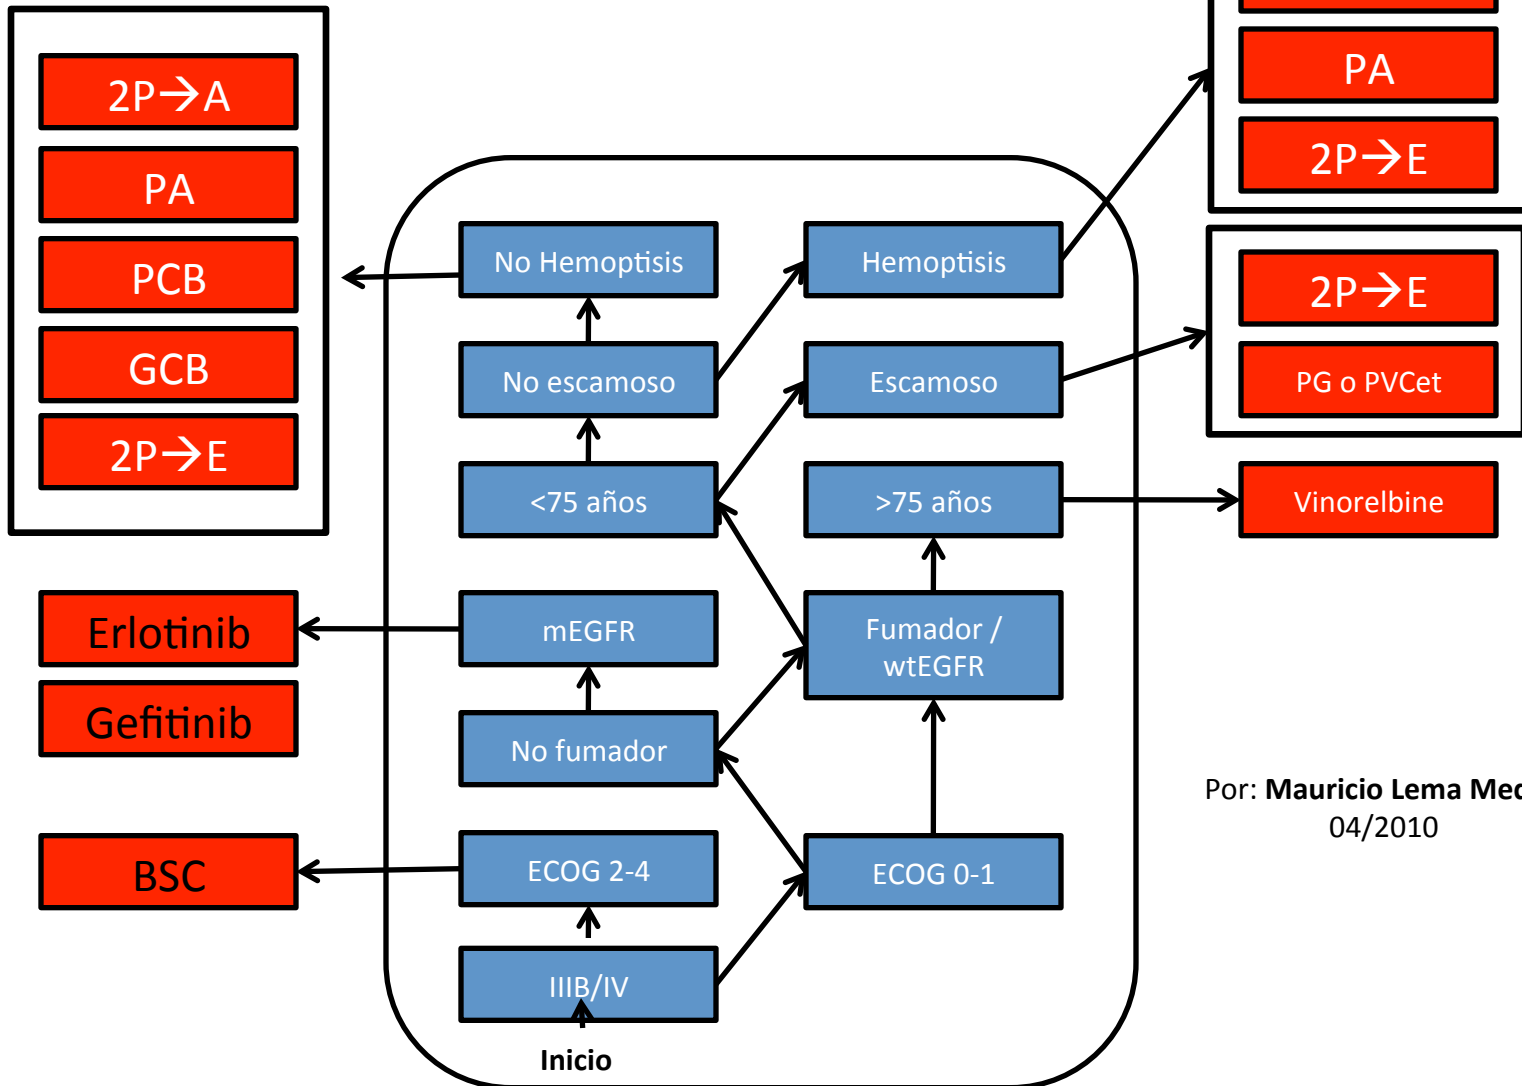 2P→A
PA
PCB
GCB
2P→E
Erlotinib
Gefitinib
BSC
No Hemoptisis
Hemoptisis
No escamoso
Escamoso
<75 años
>75 años
mEGFR
Fumador /
wtEGFR
No fumador
ECOG 2-4
ECOG 0-1
IIIB/IV
Inicio
PA
2P→E
2P→E
PG o PVCet
Vinorelbine
Por: Mauricio Lema
04/2010